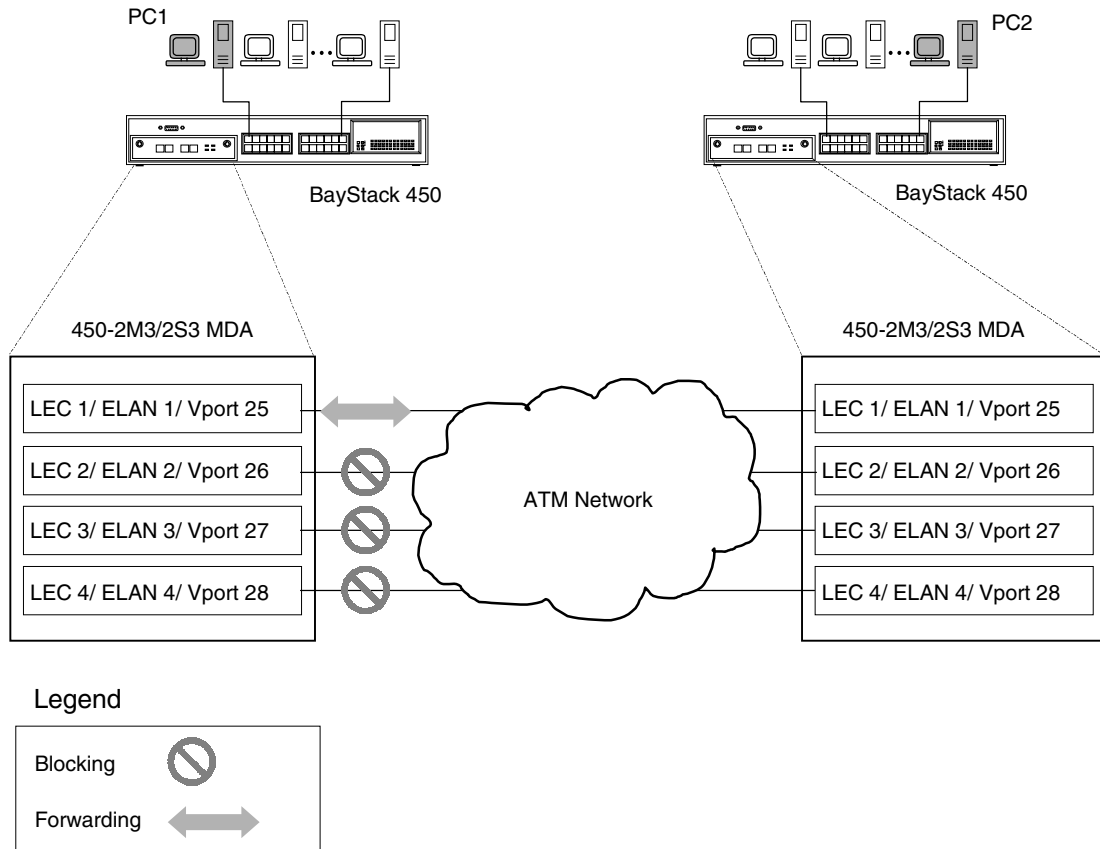 PC1
PC2
BayStack 450
BayStack 450
450-2M3/2S3 MDA
450-2M3/2S3 MDA
LEC 1/ ELAN 1/ Vport 25
LEC 2/ ELAN 2/ Vport 26
LEC 3/ ELAN 3/ Vport 27
LEC 4/ ELAN 4/ Vport 28
ATM Network
LEC 1/ ELAN 1/ Vport 25
LEC 2/ ELAN 2/ Vport 26
LEC 3/ ELAN 3/ Vport 27
LEC 4/ ELAN 4/ Vport 28
Legend
Blocking
Forwarding